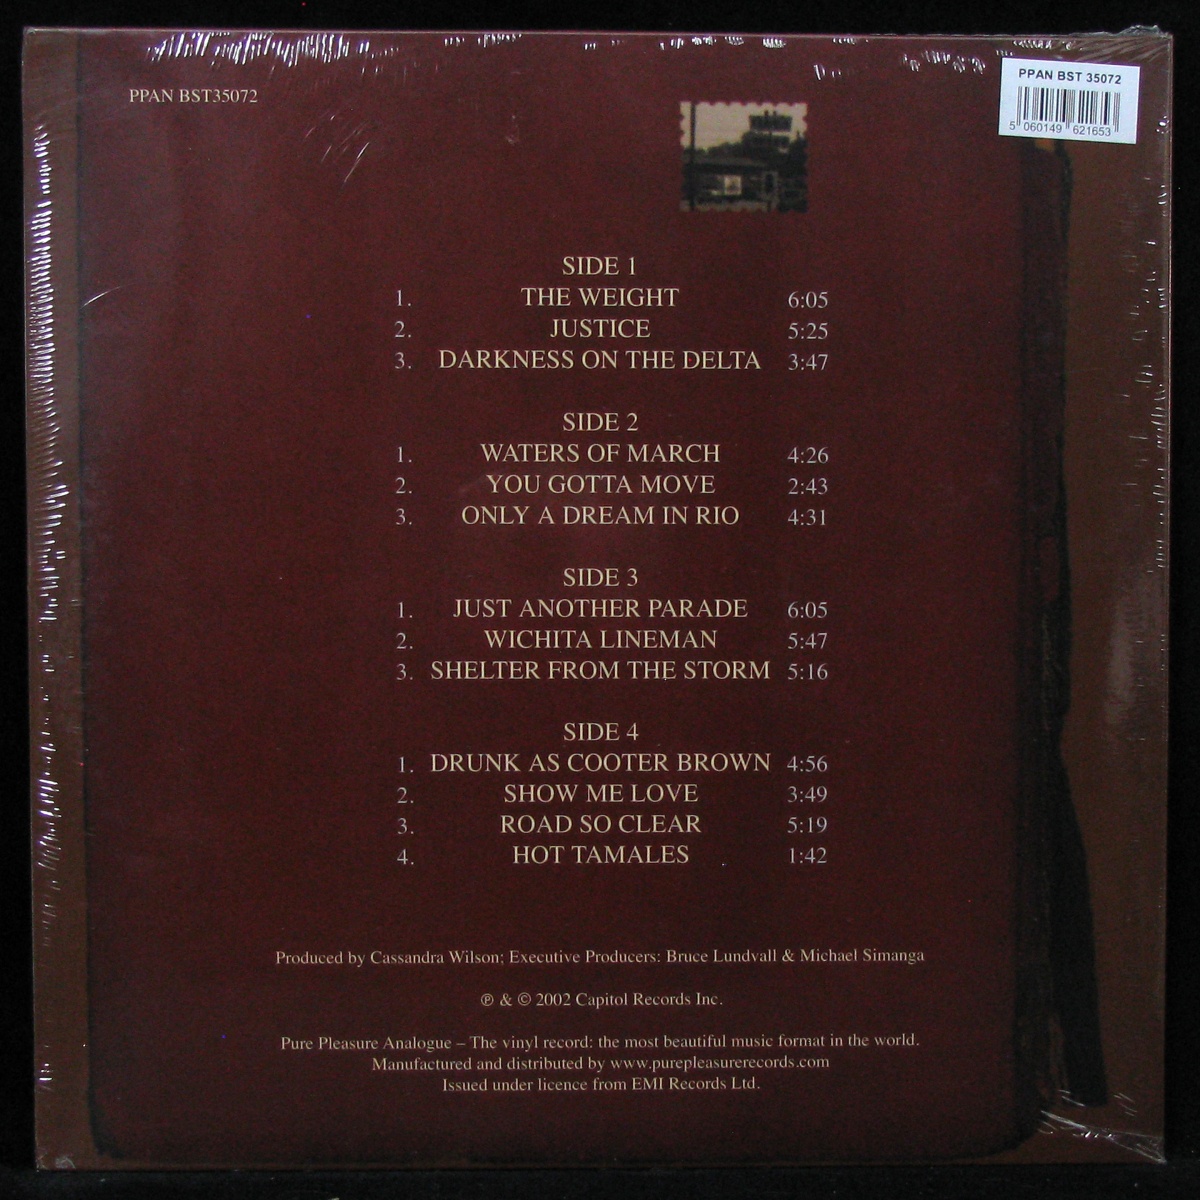 PPAN BST35072
PPAN BST 35072
5 060149 621653
SIDE 1
1. THE WEIGHT 6:05
2. JUSTICE 5:25
3. DARKNESS ON THE DELTA 3:47
SIDE 2
1. WATERS OF MARCH 4:26
2. YOU GOTTA MOVE 2:43
3. ONLY A DREAM IN RIO 4:31
SIDE 3
1. JUST ANOTHER PARADE 6:05
2. WICHITA LINEMAN 5:47
3. SHELTER FROM THE STORM 5:16
SIDE 4
1. DRUNK AS COOTER BROWN 4:56
2. SHOW ME LOVE 3:49
3. ROAD SO CLEAR 5:19
4. HOT TAMALES 1:42
Produced by Cassandra Wilson; Executive Producers: Bruce Lundvall & Michael Simanga
℗ & © 2002 Capitol Records Inc.
Pure Pleasure Analogue – The vinyl record: the most beautiful music format in the world.
Manufactured and distributed by www.purepleasurerecords.com
Issued under licence from EMI Records Ltd.